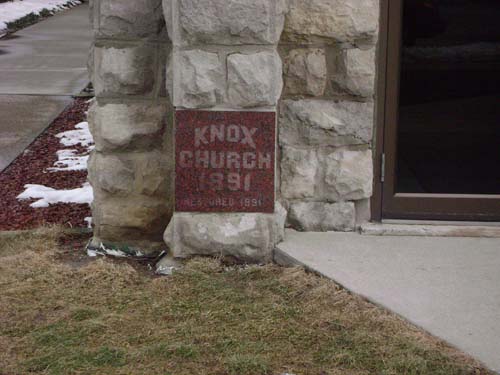 KNOX
CHURCH
1891
RESTORED 1991